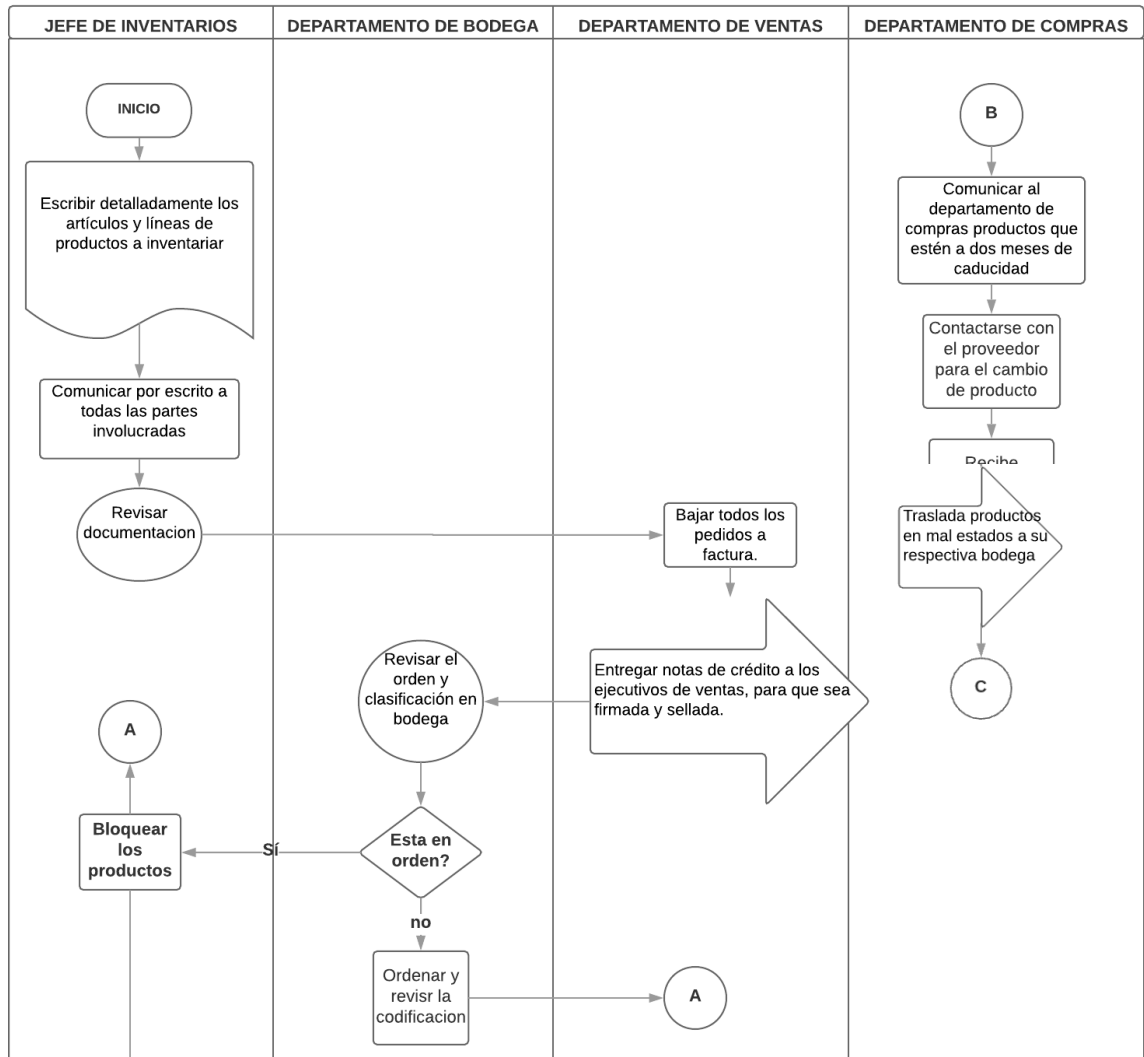 JEFE DE INVENTARIOS
DEPARTAMENTO DE BODEGA
DEPARTAMENTO DE VENTAS
DEPARTAMENTO DE COMPRAS
INICIO
Escribir detalladamente los
artículos y líneas de
productos a inventariar
Comunicar por escrito a
todas las partes
involucradas
Revisar
documentacion
Bajar todos los
pedidos a
factura.
Entregar notas de crédito a los
ejecutivos de ventas, para que sea
firmada y sellada.
Revisar el
orden y
clasificación en
bodega
Esta en
orden?
Sí
Bloquear
los
productos
A
no
Ordenar y
revisr la
codificacion
A
B
Comunicar al
departamento de
compras productos que
estén a dos meses de
caducidad
Contactarse con
el proveedor
para el cambio
de producto
Recibe
Traslada productos
en mal estados a su
respectiva bodega
C